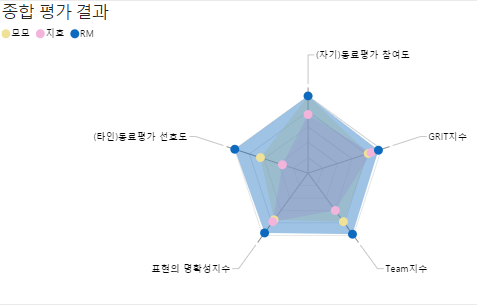 종합 평가 결과
모모 지효 RM
(자기)동료평가 참여도
(타인)동료평가 선호도
GRIT지수
표현의 명확성지수
Team지수